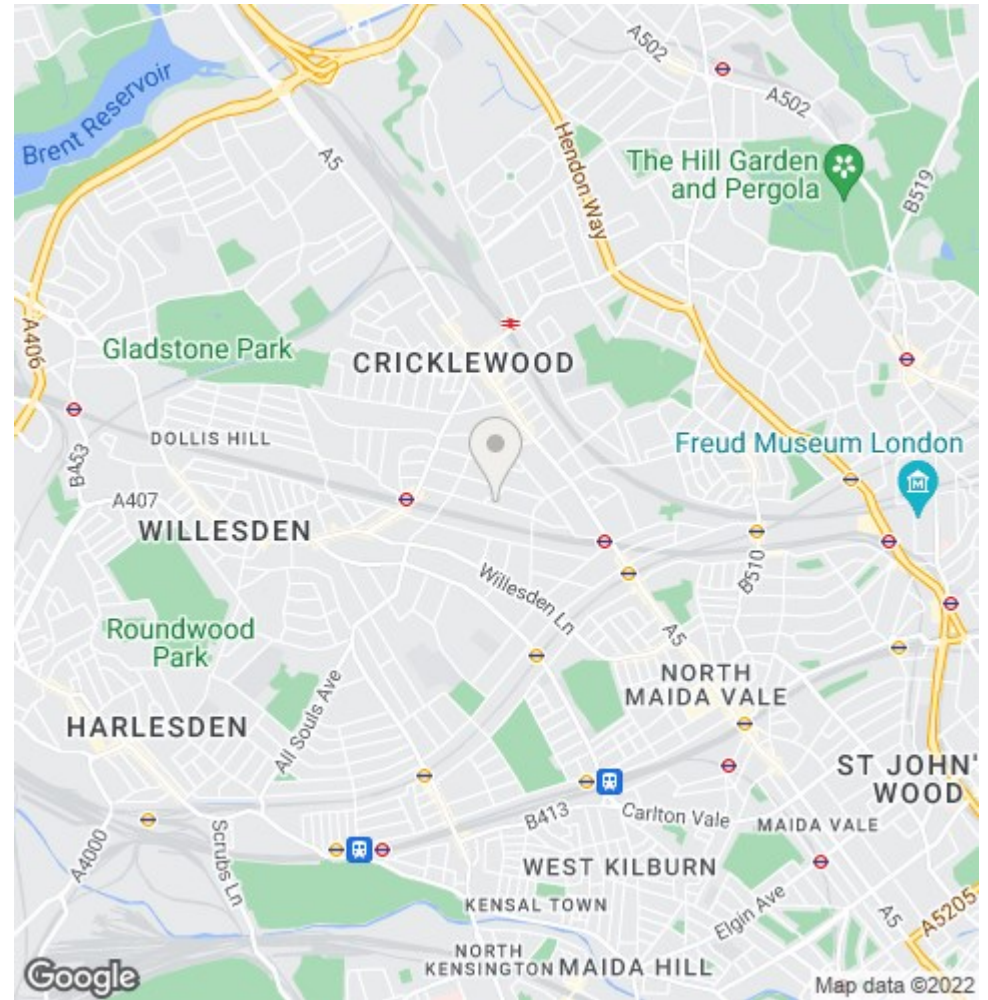 A502
A502
Brent Reservoir
A5
Hendon Way
The Hill Garden
and Pergola
B519
A406
Gladstone Park
CRICKLEWOOD
DOLLIS HILL
B453
Freud Museum London
A407
WILLESDEN
B510
Willesden Ln
A5
Roundwood
Park
NORTH
MAIDA VALE
HARLESDEN
All Souls Ave
ST JOHN'
WOOD
B413
Carlton Vale
MAIDA VALE
A4000
Scrubs Ln
WEST KILBURN
Elgin Ave
KENSAL TOWN
A5
A5205
NORTH
KENSINGTON
MAIDA HILL
Google
Map data ©2022